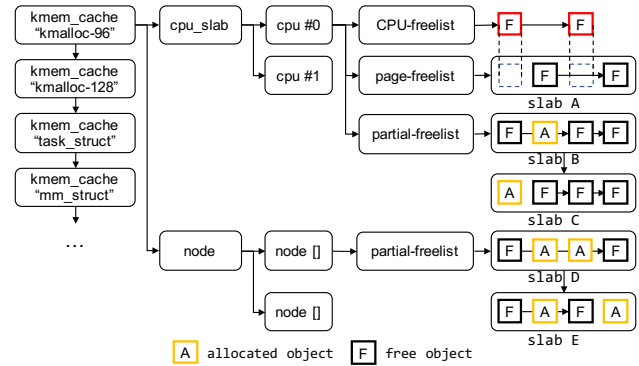 kmem_cache
“kmalloc-96”
cpu_slab
cpu #0
CPU-freelist
F
F
kmem_cache
“kmalloc-128”
cpu #1
page-freelist
F
F
slab A
kmem_cache
“task_struct”
partial-freelist
F
A
F
F
slab B
kmem_cache
“mm_struct”
A
F
F
F
slab C
...
node
node []
partial-freelist
F
A
A
F
slab D
node []
F
A
F
A
slab E
A
allocated object
F
free object